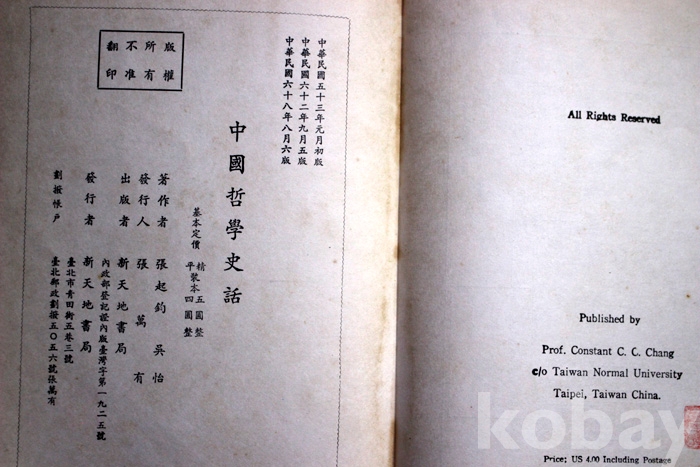 中華民國五十三年元月初版
中華民國六十二年九月五版
中華民國六十八年八月六版
中國哲學史話
基本定價 精裝本五圓整 平裝本四圓整
著作者 張起鈞 吳怡
發行人 張萬有
出版者 新天地書局
內政部登記證內版臺灣字第一九二五號
發行者 新天地書局
臺北市青田街五巷三號
劃撥帳戶 臺北郵政劃撥五〇五六號張萬有
版權所有
不准翻印
All Rights Reserved
Published by
Prof. Constant C. C. Chang
c/o Taiwan Normal University
Taipei, Taiwan China.
Price: US 4.00 Including Postage
kobay